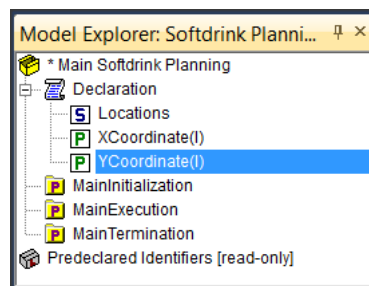 Model Explorer: Softdrink Planni...
* Main Softdrink Planning
Declaration
S Locations
P XCoordinate(l)
P YCoordinate(l)
P MainInitialization
P MainExecution
P MainTermination
Predeclared Identifiers [read-only]